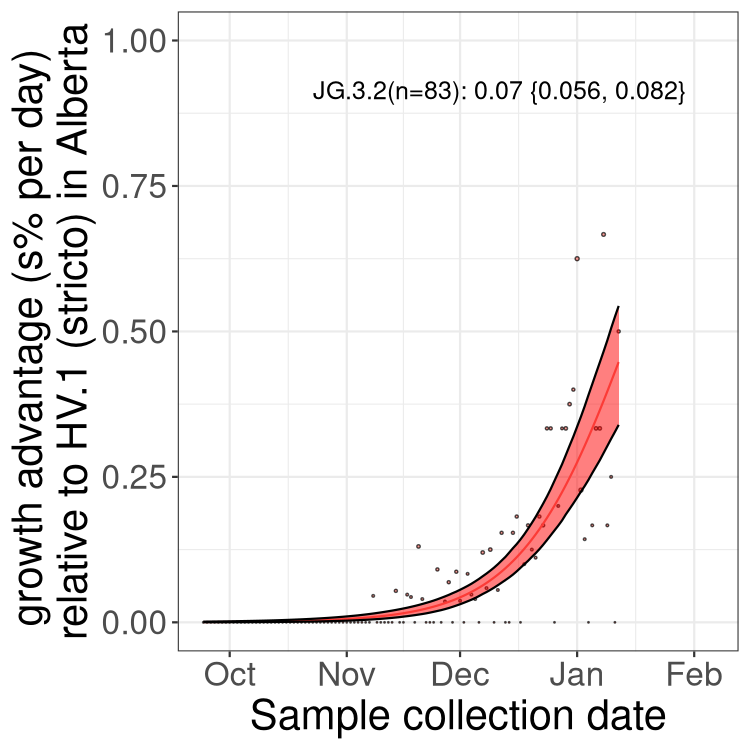 growth advantage (s% per day)
relative to HV.1 (stricto) in Alberta
1.00
0.75
0.50
0.25
0.00
JG.3.2(n=83): 0.07 {0.056, 0.082}
Oct Nov Dec Jan Feb
Sample collection date